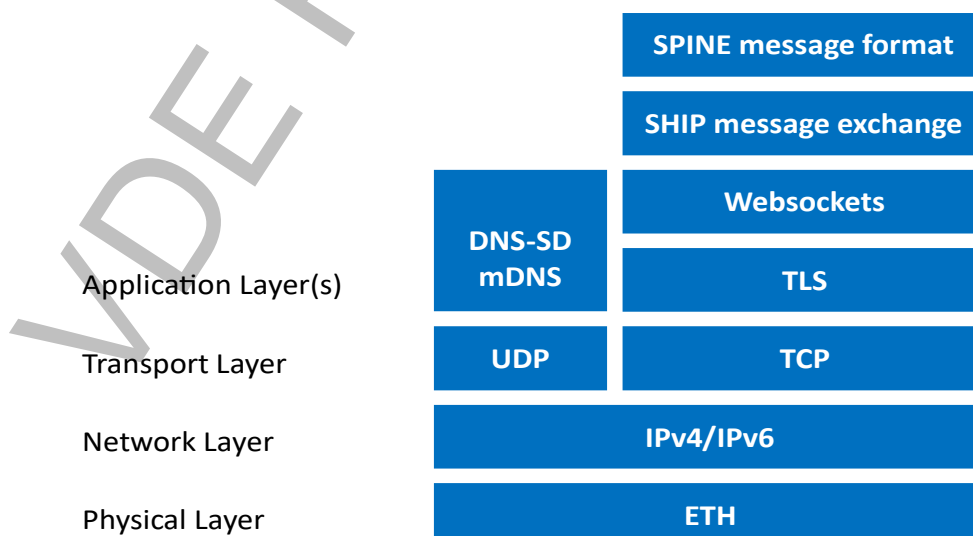 VDE
SPINE message format
SHIP message exchange
Websockets
DNS-SD
mDNS
Application Layer(s)
TLS
Transport Layer
UDP
TCP
Network Layer
IPv4/IPv6
Physical Layer
ETH